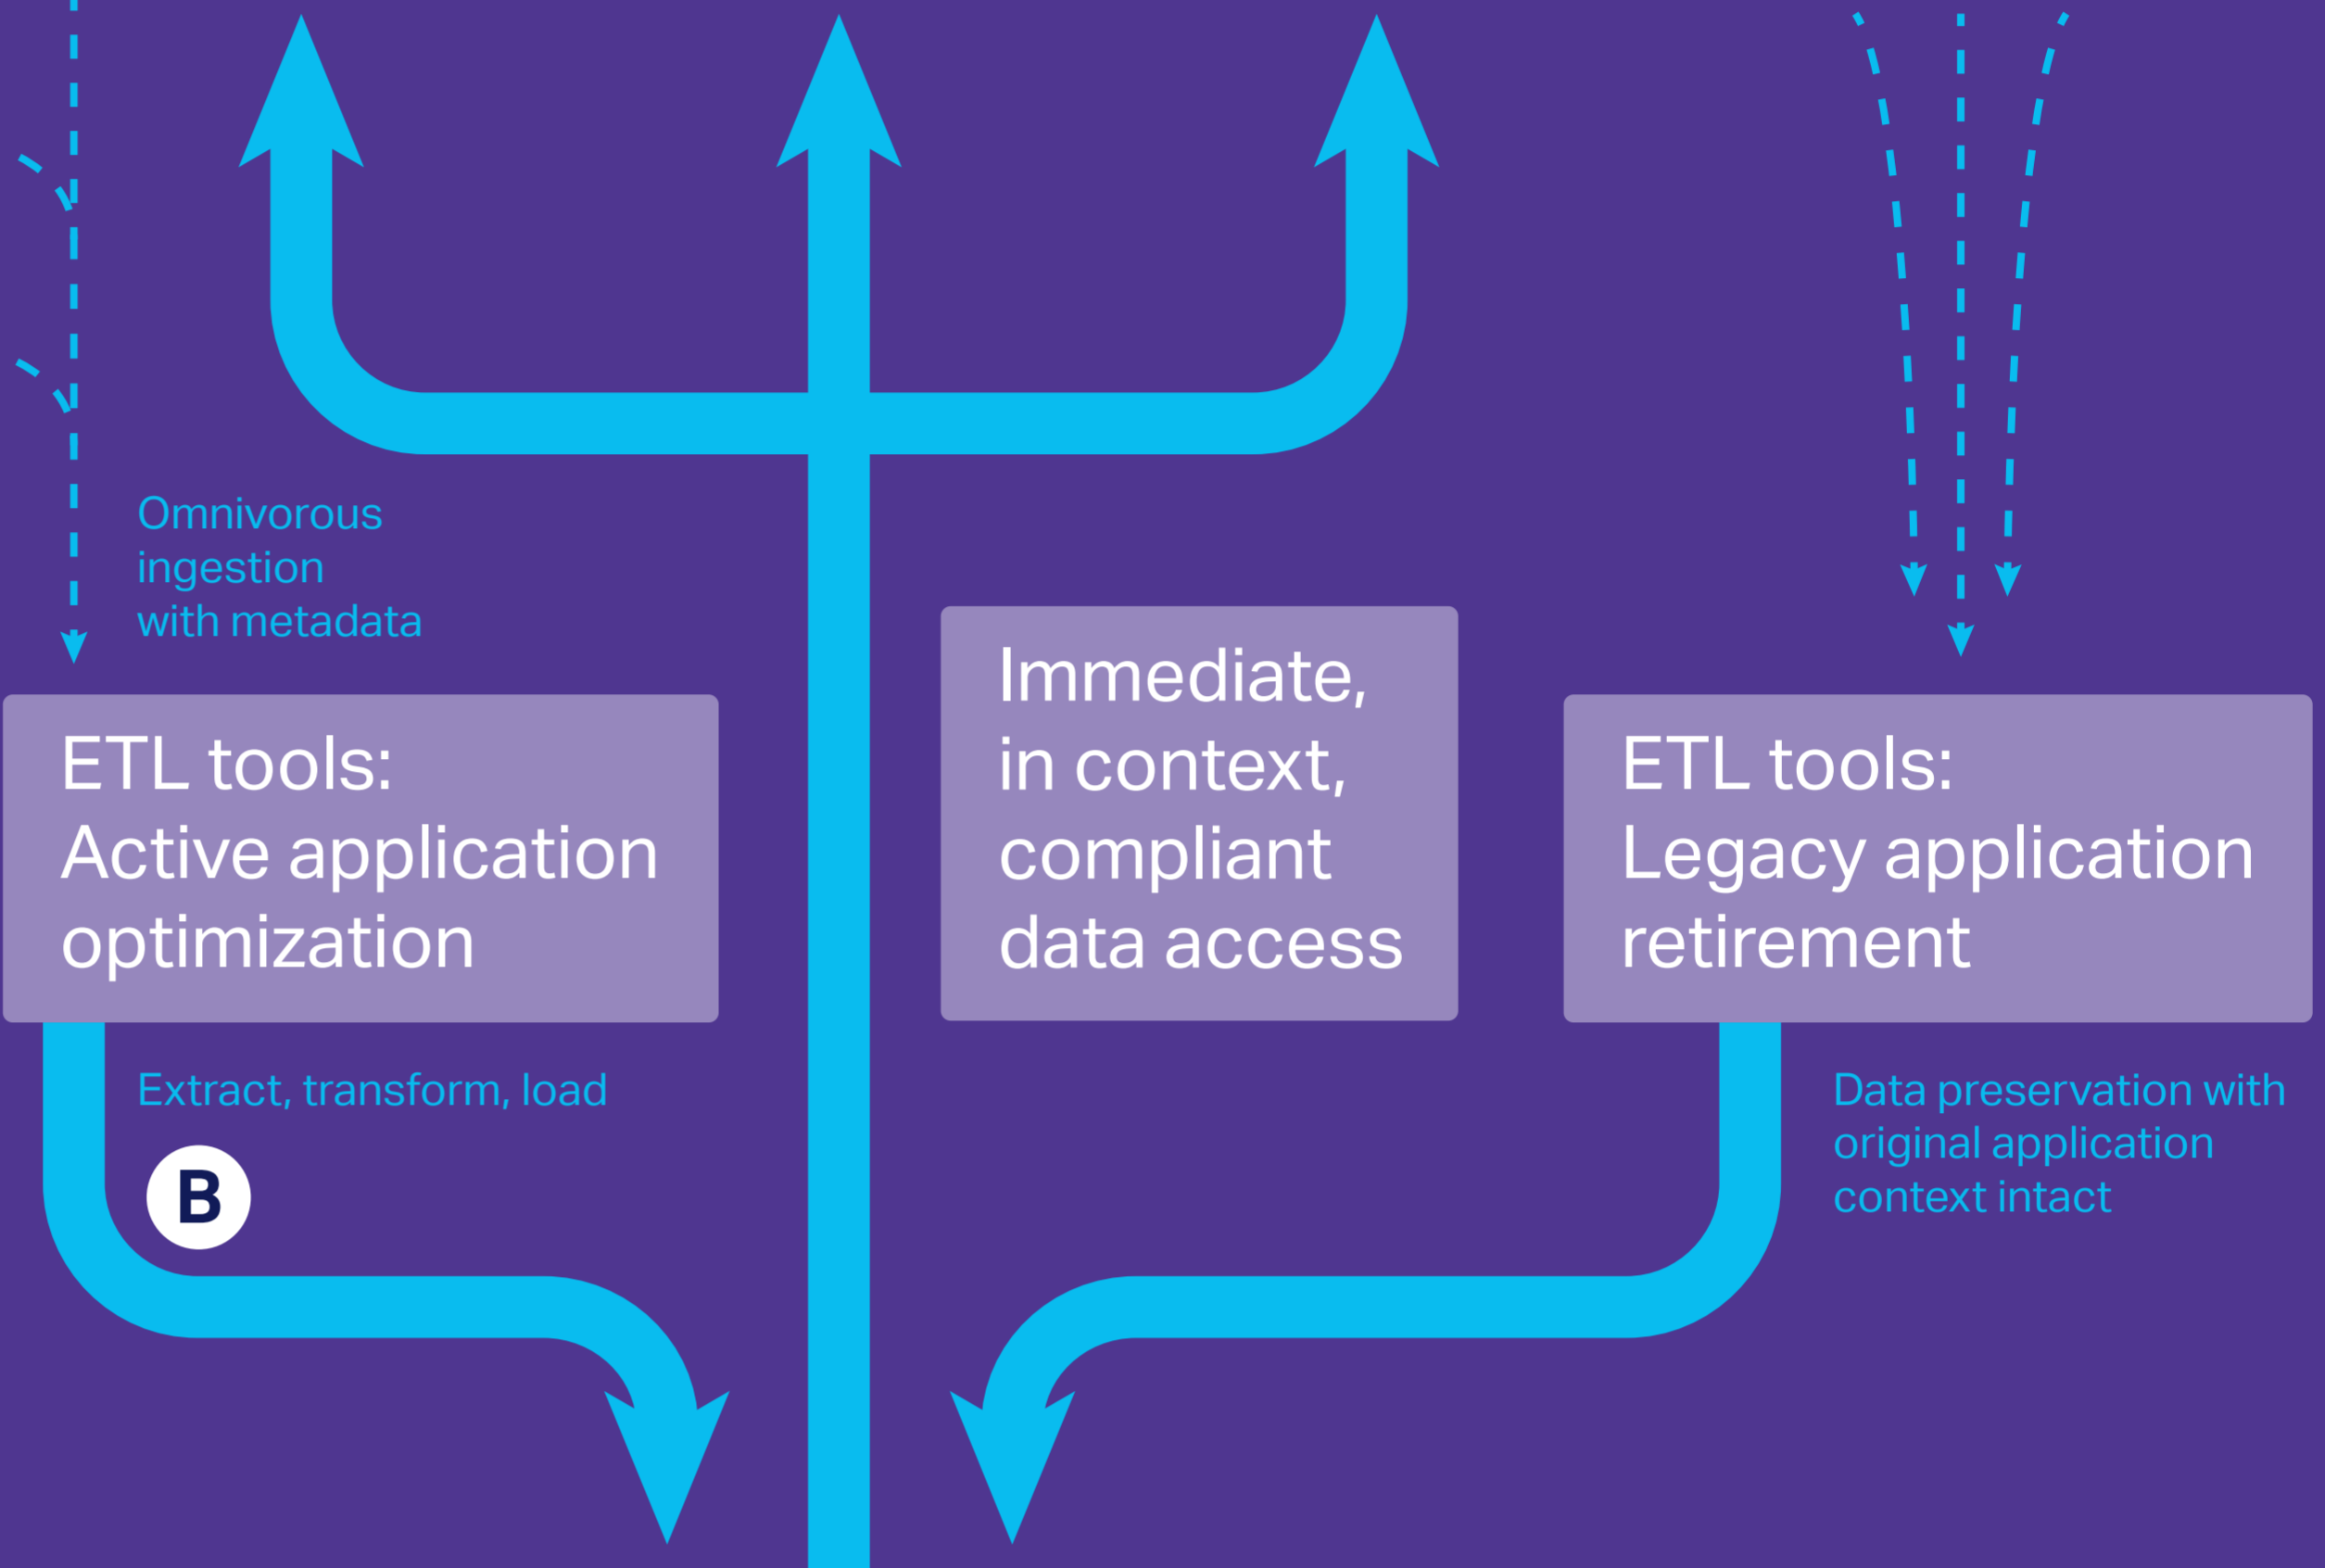 Omnivorous
ingestion
with metadata
ETL tools:
Active application
optimization
Extract, transform, load
B
Immediate,
in context,
compliant
data access
ETL tools:
Legacy application
retirement
Data preservation with
original application
context intact